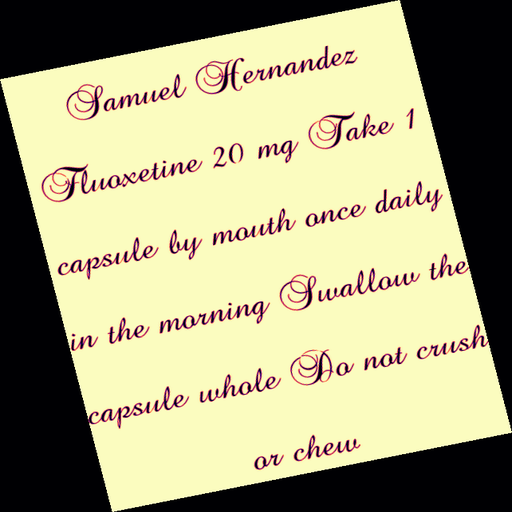 Samuel Hernandez
Fluoxetine 20 mg Take 1
capsule by mouth once daily
in the morning Swallow the
capsule whole Do not crush
or chew